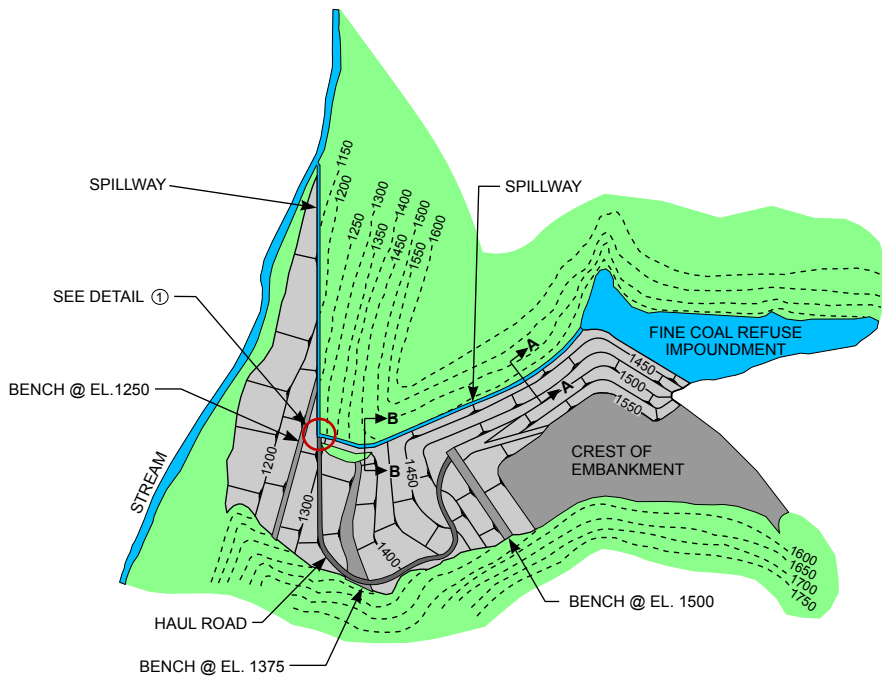 1150
1200
1250
1300
1350
1400
1450
1500
1550
1600
SPILLWAY
SPILLWAY
SEE DETAIL ①
BENCH @ EL.1250
STREAM
A
A
B
B
FINE COAL REFUSE
IMPOUNDMENT
1450
1500
1550
CREST OF
EMBANKMENT
1200
1300
1450
1400
1600
1650
1700
1750
BENCH @ EL. 1500
HAUL ROAD
BENCH @ EL. 1375